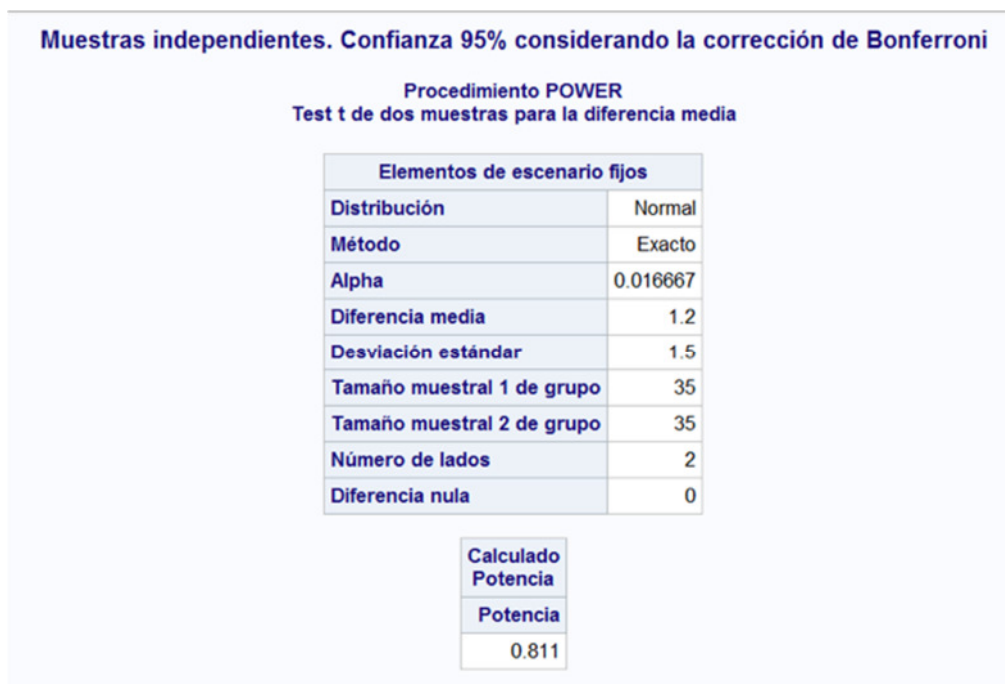 Muestras independientes. Confianza 95% considerando la corrección de Bonferroni
Procedimiento POWER
Test t de dos muestras para la diferencia media
Elementos de escenario fijos
Distribución Normal
Método Exacto
Alpha 0.016667
Diferencia media 1.2
Desviación estándar 1.5
Tamaño muestral 1 de grupo 35
Tamaño muestral 2 de grupo 35
Número de lados 2
Diferencia nula 0
Calculado
Potencia
Potencia
0.811